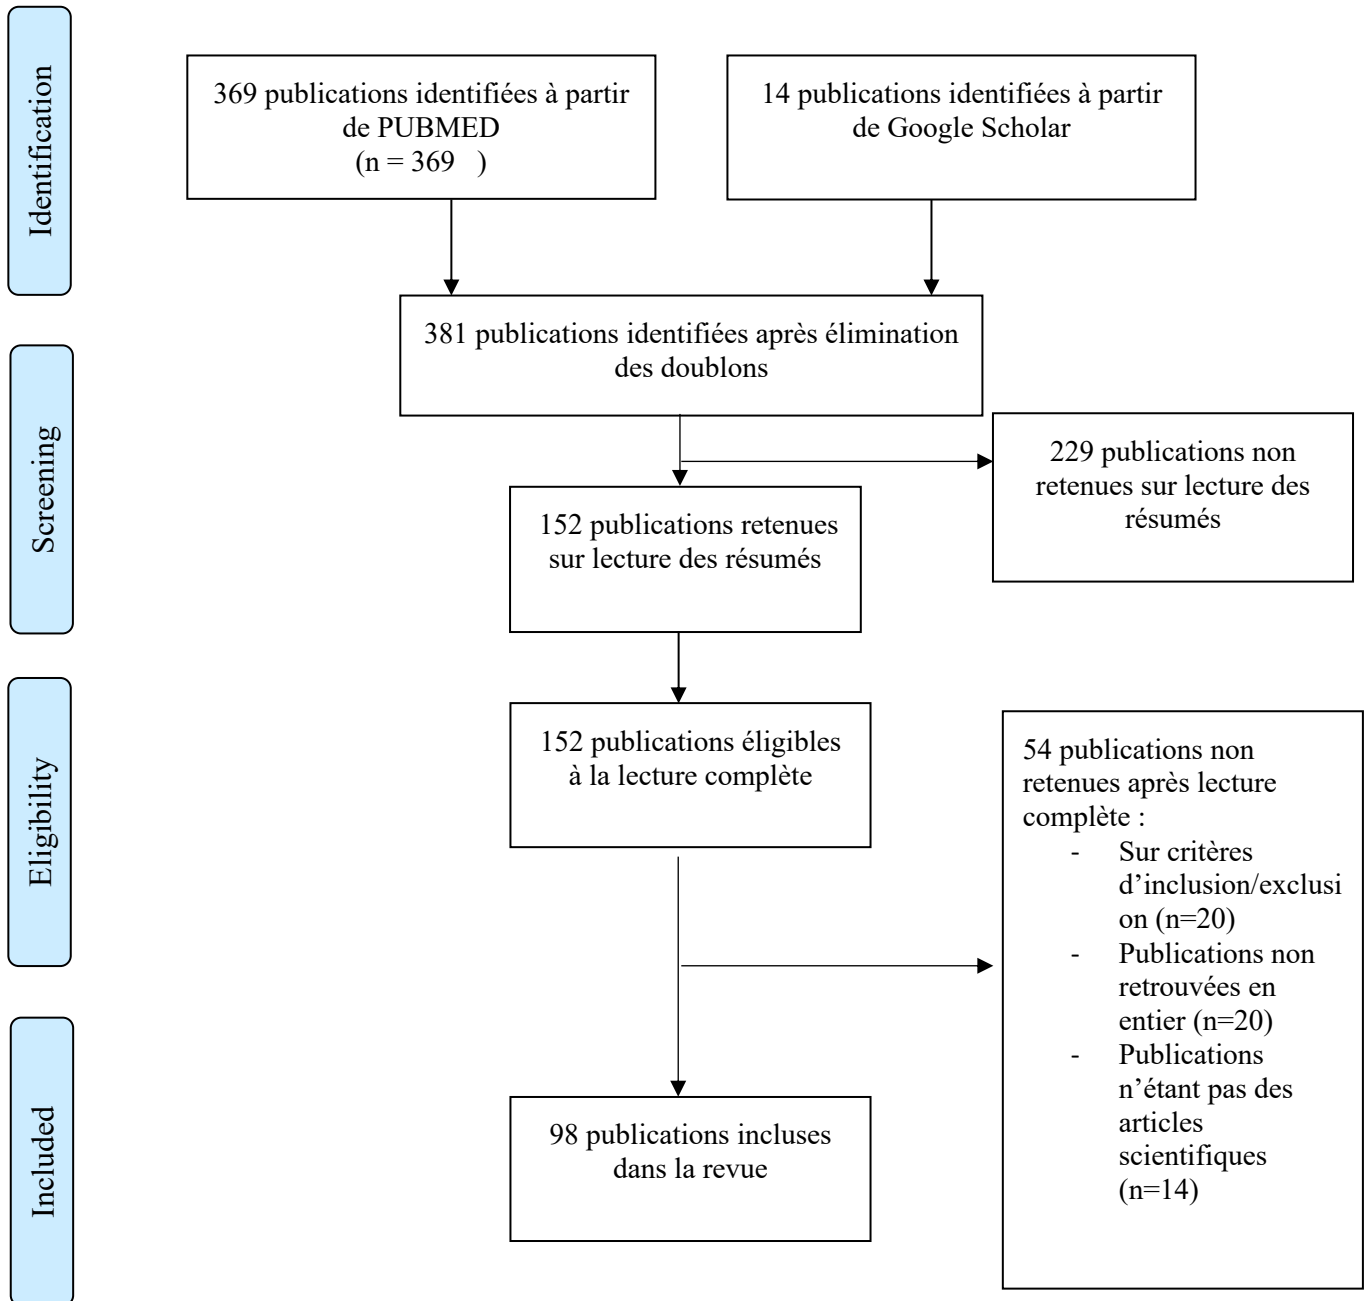 Identification
369 publications identifiées à partir
de PUBMED
(n = 369   )
14 publications identifiées à partir
de Google Scholar
381 publications identifiées après élimination
des doublons
Screening
229 publications non
retenues sur lecture des
résumés
152 publications retenues
sur lecture des résumés
Eligibility
152 publications éligibles
à la lecture complète
54 publications non
retenues après lecture
complète :
- Sur critères
d’inclusion/exclusi
on (n=20)
- Publications non
retrouvées en
entier (n=20)
- Publications
n’étant pas des
articles
scientifiques
(n=14)
Included
98 publications incluses
dans la revue